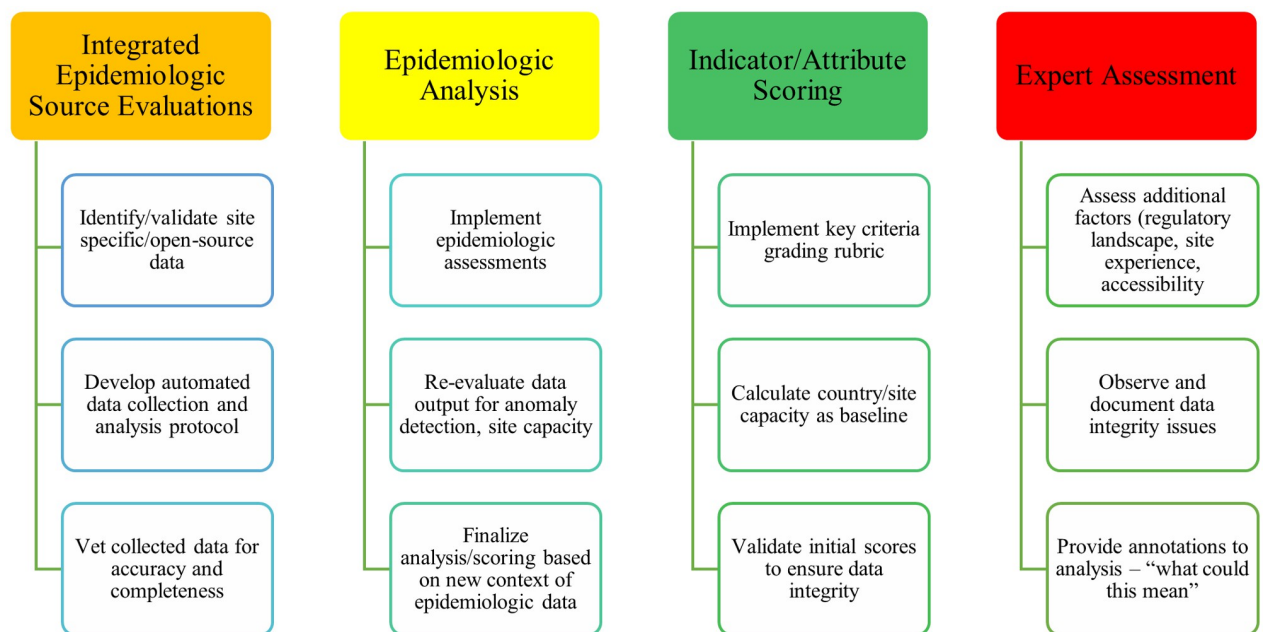 Integrated
Epidemiologic
Source Evaluations
Identify/validate site
specific/open-source
data
Develop automated
data collection and
analysis protocol
Vet collected data for
accuracy and
completeness
Epidemiologic
Analysis
Implement
epidemiologic
assessments
Re-evaluate data
output for anomaly
detection, site capacity
Finalize
analysis/scoring based
on new context of
epidemiologic data
Indicator/Attribute
Scoring
Implement key criteria
grading rubric
Calculate country/site
capacity as baseline
Validate initial scores
to ensure data
integrity
Expert Assessment
Assess additional
factors (regulatory
landscape, site
experience,
accessibility
Observe and
document data
integrity issues
Provide annotations to
analysis – “what could
this mean”